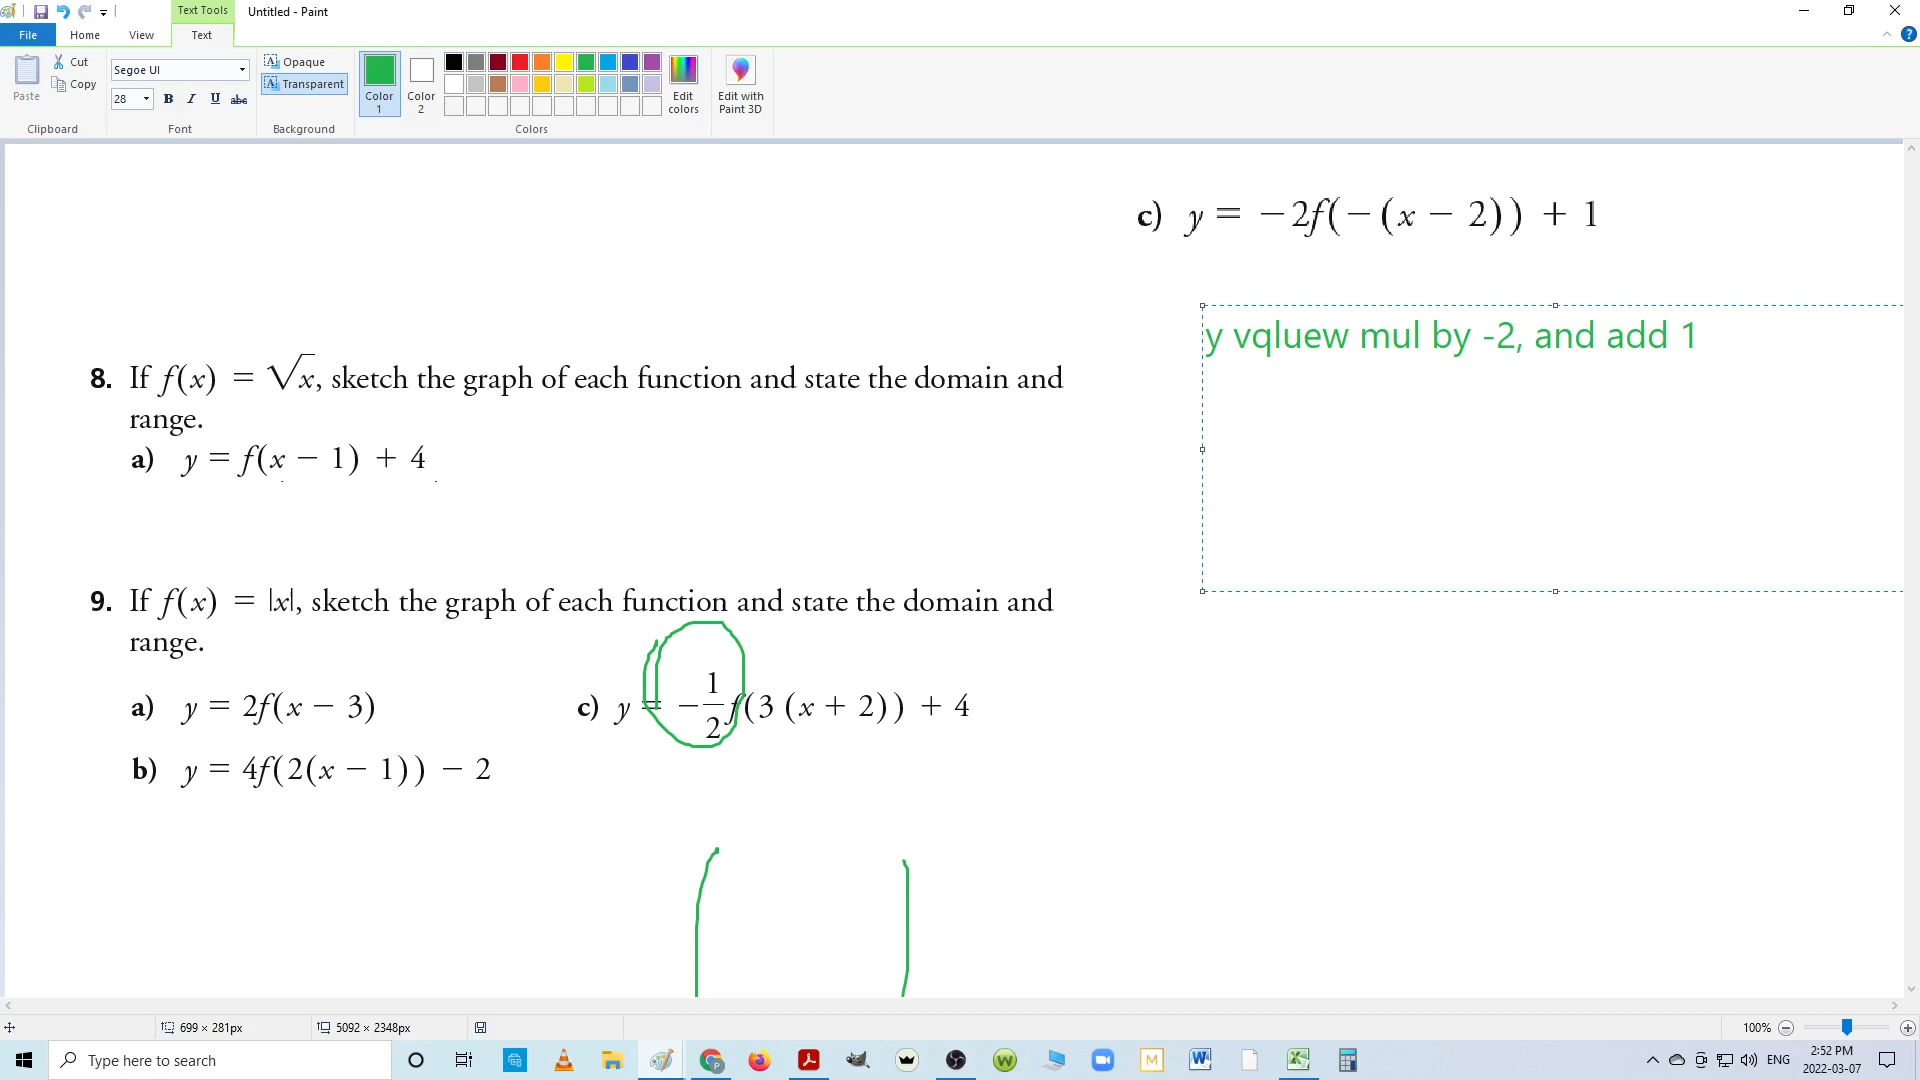 Text Tools
Untitled - Paint
File
Home
View
Text
?
Paste
Cut
Copy
Clipboard
Segoe UI
28
B I U abc
Font
A Opaque
A Transparent
Background
Color 1
Color 2
Edit colors
Colors
Edit with Paint 3D
c) y = −2f(−(x − 2)) + 1
y vqluew mul by -2, and add 1
8. If f(x) = √x, sketch the graph of each function and state the domain and
range.
a) y = f(x − 1) + 4
9. If f(x) = |x|, sketch the graph of each function and state the domain and
range.
a) y = 2f(x − 3)
c) y = −1/2 f(3 (x + 2)) + 4
b) y = 4f(2(x − 1)) − 2
699 × 281px
5092 × 2348px
100%
Type here to search
P
W
M
W
ENG
2:52 PM
2022-03-07